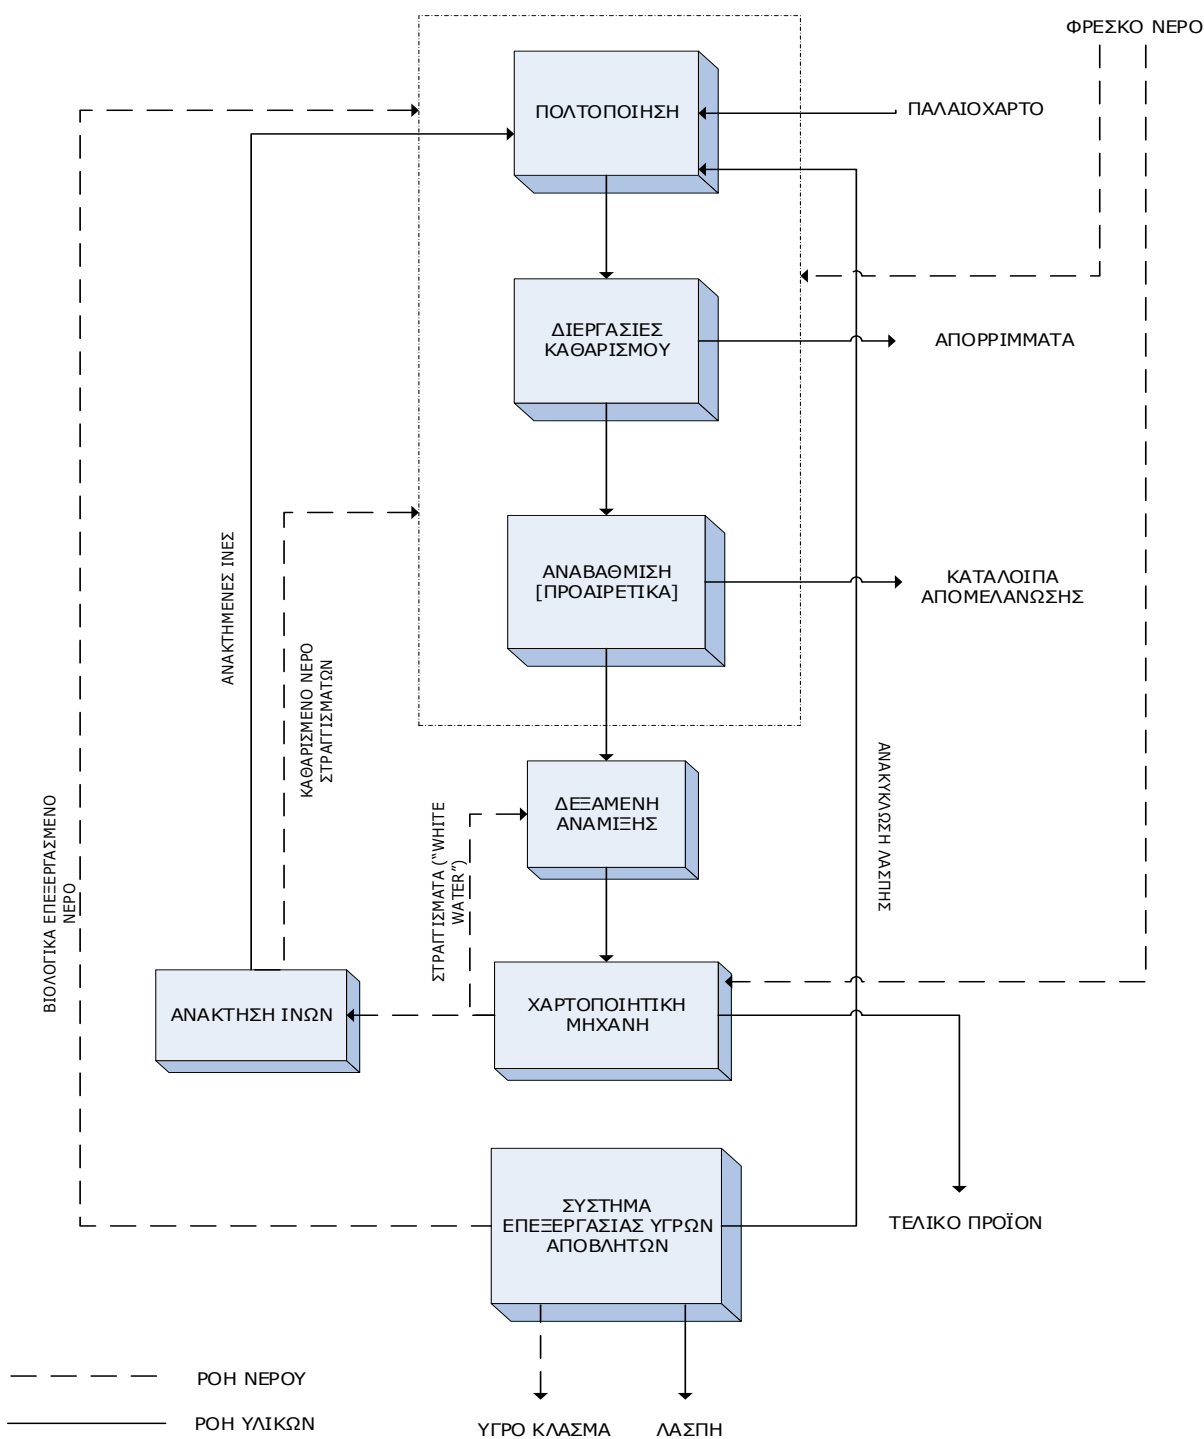 ΦΡΕΣΚΟ ΝΕΡΟ
ΠΟΛΤΟΠΟΙΗΣΗ
ΠΑΛΑΙΟΧΑΡΤΟ
ΔΙΕΡΓΑΣΙΕΣ
ΚΑΘΑΡΙΣΜΟΥ
ΑΠΟΡΡΙΜΜΑΤΑ
ΑΝΑΒΑΘΜΙΣΗ
[ΠΡΟΑΙΡΕΤΙΚΑ]
ΚΑΤΑΛΟΙΠΑ
ΑΠΟΜΕΛΑΝΩΣΗΣ
ΑΝΑΚΤΗΜΕΝΕΣ ΙΝΕΣ
ΚΑΘΑΡΙΣΜΕΝΟ ΝΕΡΟ
ΣΤΡΑΓΓΙΣΜΑΤΩΝ
ΔΕΞΑΜΕΝΗ
ΑΝΑΜΙΞΗΣ
ΑΝΑΚΥΚΛΩΣΗ ΛΑΣΠΗΣ
ΣΤΡΑΓΓΙΣΜΑΤΑ ("WHITE
WATER")
ΒΙΟΛΟΓΙΚΑ ΕΠΕΞΕΡΓΑΣΜΕΝΟ
ΝΕΡΟ
ΑΝΑΚΤΗΣΗ ΙΝΩΝ
ΧΑΡΤΟΠΟΙΗΤΙΚΗ
ΜΗΧΑΝΗ
ΣΥΣΤΗΜΑ
ΕΠΕΞΕΡΓΑΣΙΑΣ ΥΓΡΩΝ
ΑΠΟΒΛΗΤΩΝ
ΤΕΛΙΚΟ ΠΡΟΪΟΝ
ΡΟΗ ΝΕΡΟΥ
ΡΟΗ ΥΛΙΚΩΝ
ΥΓΡΟ ΚΛΑΣΜΑ
ΛΑΣΠΗ